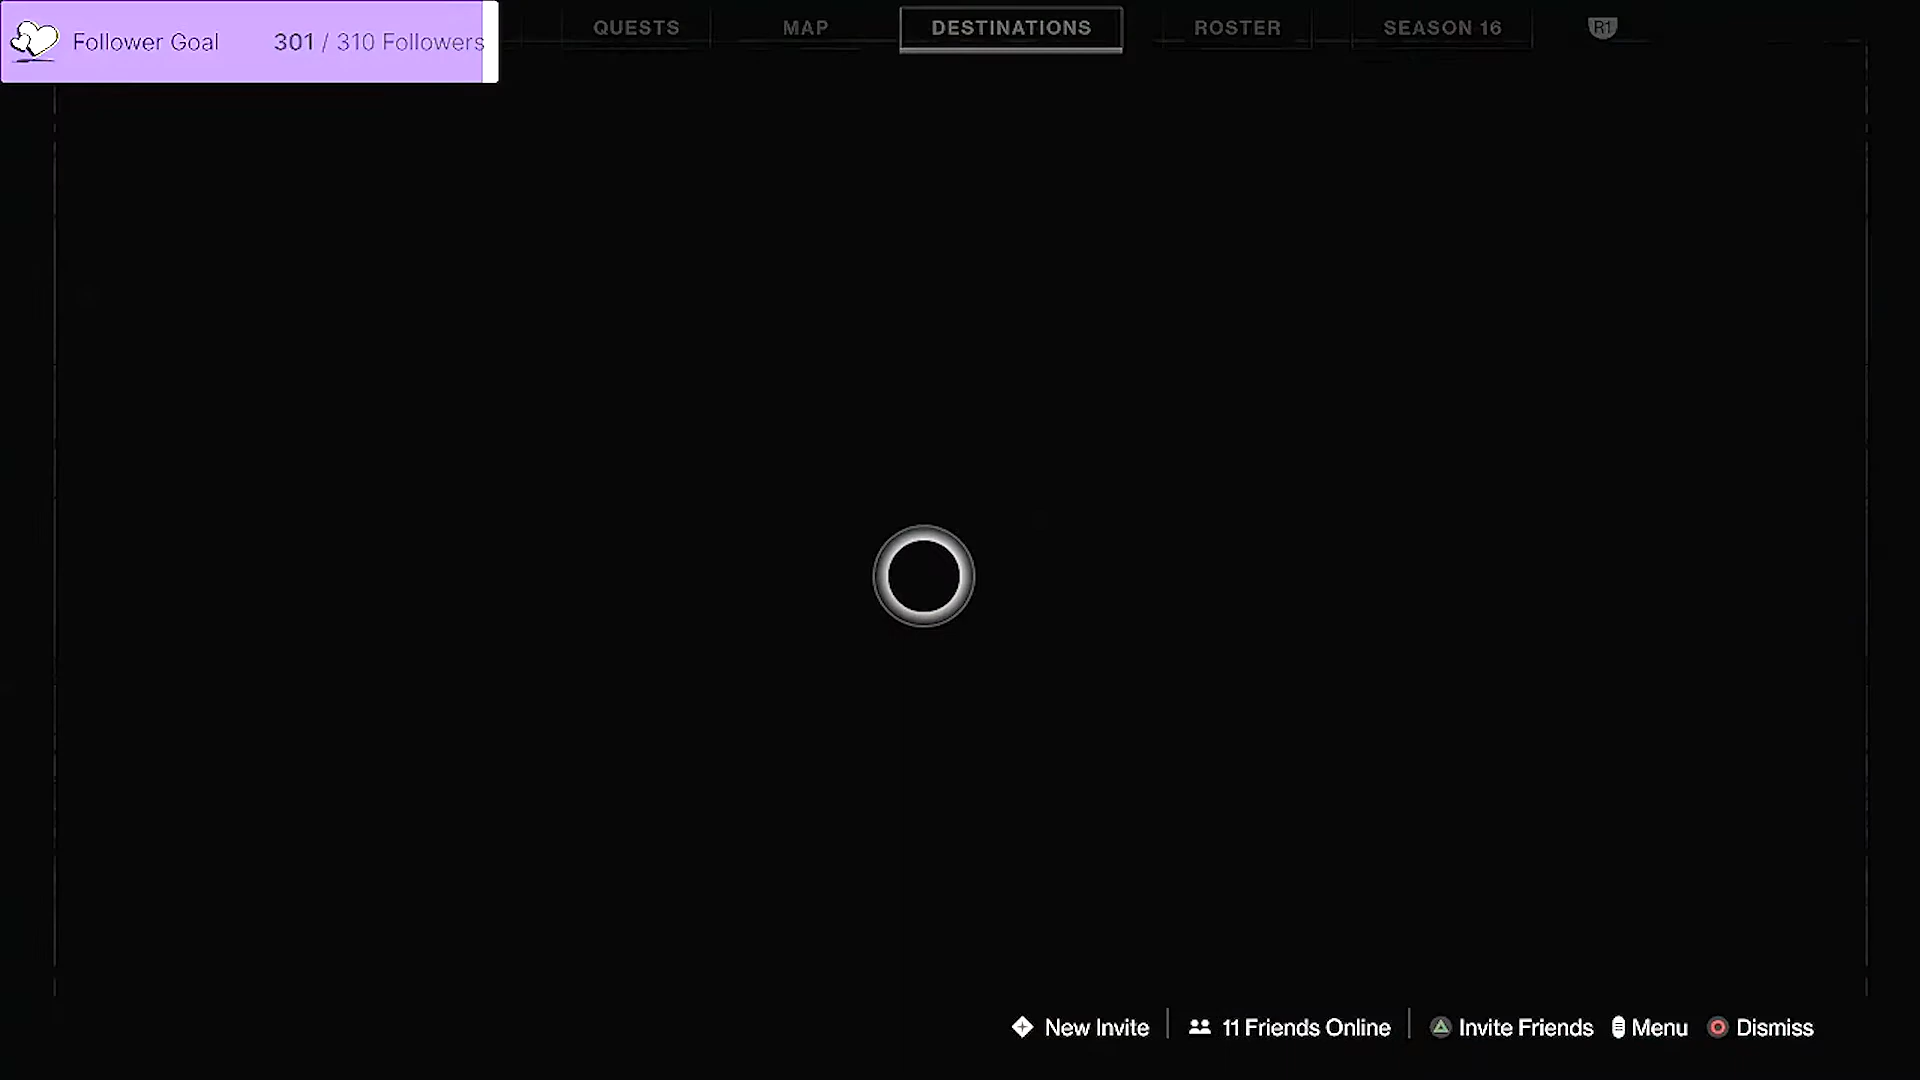 Follower Goal 301 / 310 Followers
QUESTS MAP DESTINATIONS ROSTER SEASON 16 R1
New Invite 11 Friends Online Invite Friends Menu Dismiss